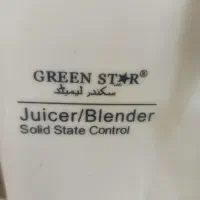 GREEN ST★R®
سکندر لیمیٹڈ
Juicer/Blender
Solid State Control